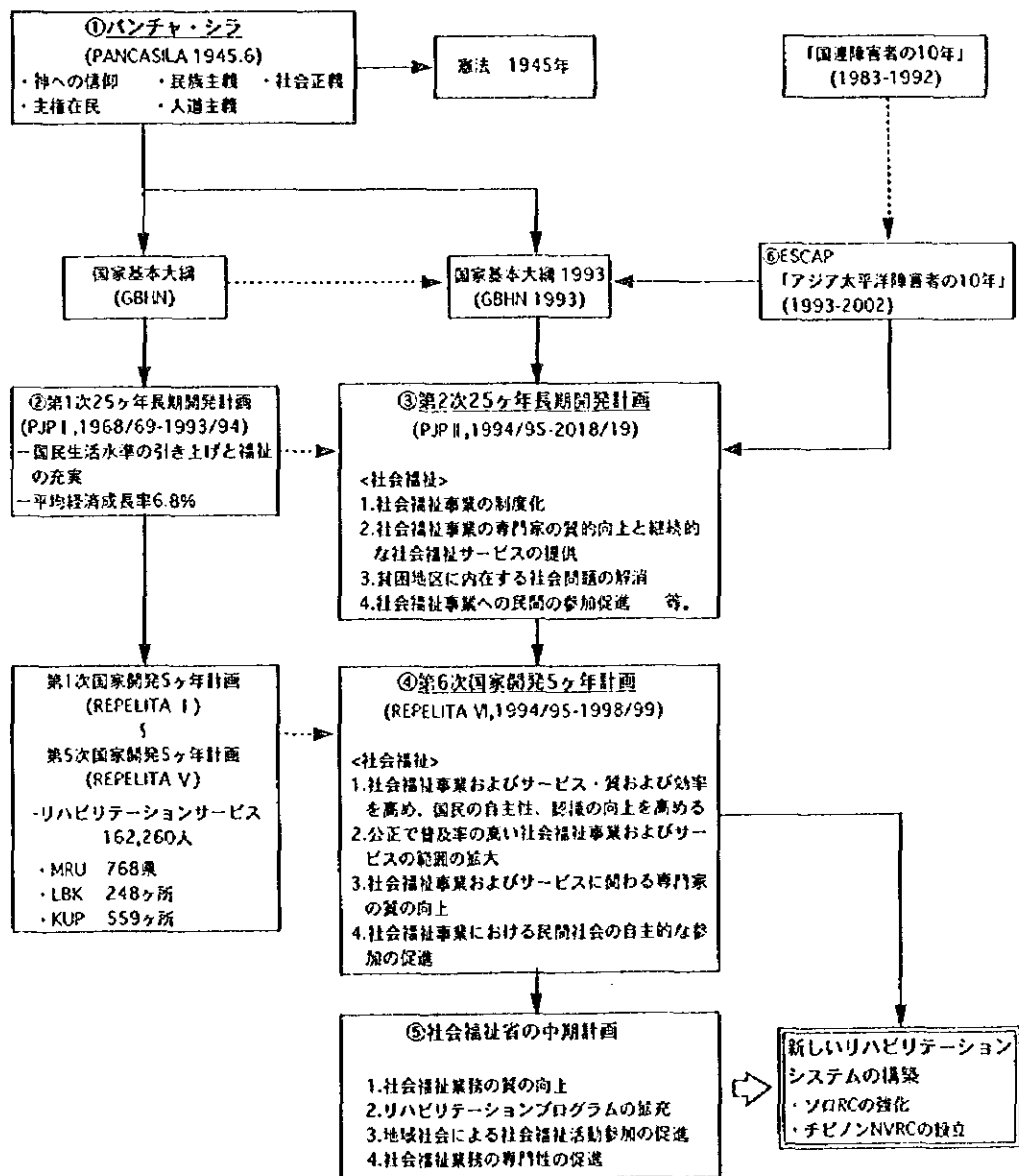 ①パンチャ・シラ
(PANCASILA 1945.6)
・神への信仰 ・民族主義 ・社会正義
・主権在民 ・人道主義
憲法 1945年
「国連障害者の10年」
(1983-1992)
国家基本大綱
(GBHN)
国家基本大綱 1993
(GBHN 1993)
⑥ESCAP
「アジア太平洋障害者の10年」
(1993-2002)
②第1次25ヶ年長期開発計画
(PJP I ,1968/69-1993/94)
ー国民生活水準の引き上げと福祉
の充実
ー平均経済成長率6.8%
③第2次25ヶ年長期開発計画
(PJP II, 1994/95-2018/19)
<社会福祉>
1.社会福祉事業の制度化
2.社会福祉事業の専門家の質的向上と継続的
な社会福祉サービスの提供
3.貧困地区に内在する社会問題の解消
4.社会福祉事業への民間の参加促進 等。
第1次国家開発5ヶ年計画
(REPELITA I )
〜
第5次国家開発5ヶ年計画
(REPELITA V)
-リハビリテーションサービス
162,260人
・MRU 768県
・LBK 248ヶ所
・KUP 559ヶ所
④第6次国家開発5ヶ年計画
(REPELITA VI,1994/95-1998/99)
<社会福祉>
1.社会福祉事業およびサービス・質および効率
を高め、国民の自主性、認識の向上を高める
2.公正で普及率の高い社会福祉事業およびサー
ビスの範囲の拡大
3.社会福祉事業およびサービスに関わる専門家
の質の向上
4.社会福祉事業における民間社会の自主的な参
加の促進
⑤社会福祉省の中期計画
1.社会福祉業務の質の向上
2.リハビリテーションプログラムの拡充
3.地域社会による社会福祉活動参加の促進
4.社会福祉業務の専門性の促進
新しいリハビリテーション
システムの構築
・ソロRCの強化
・チビノンNVRCの設立